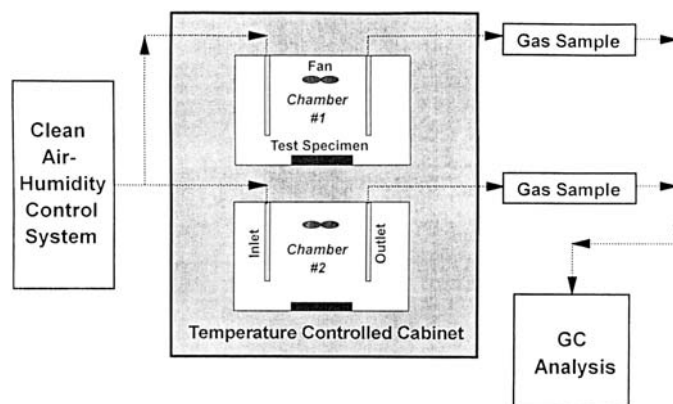 Clean
Air-
Humidity
Control
System
Fan
Chamber
#1
Test Specimen
Inlet
Chamber
#2
Outlet
Temperature Controlled Cabinet
Gas Sample
Gas Sample
GC
Analysis